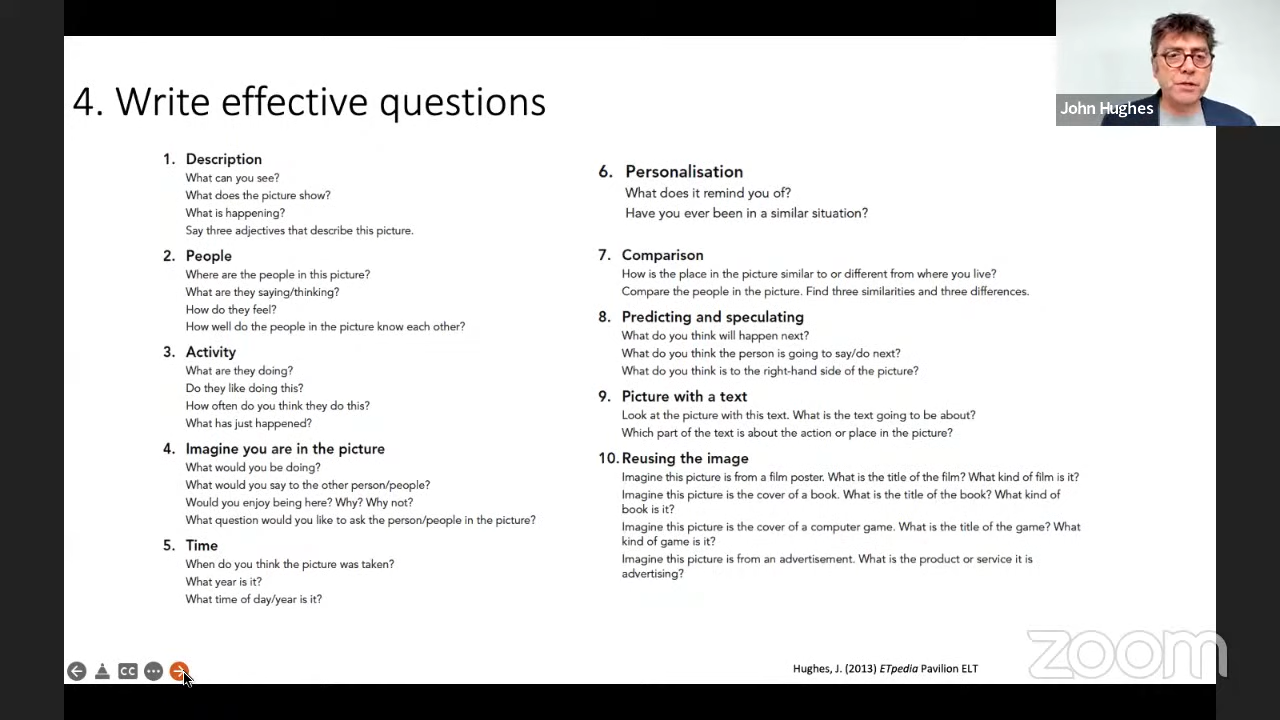 4. Write effective questions
John Hughes
1. Description
What can you see?
What does the picture show?
What is happening?
Say three adjectives that describe this picture.
2. People
Where are the people in this picture?
What are they saying/thinking?
How do they feel?
How well do the people in the picture know each other?
3. Activity
What are they doing?
Do they like doing this?
How often do you think they do this?
What has just happened?
4. Imagine you are in the picture
What would you be doing?
What would you say to the other person/people?
Would you enjoy being here? Why? Why not?
What question would you like to ask the person/people in the picture?
5. Time
When do you think the picture was taken?
What year is it?
What time of day/year is it?
6. Personalisation
What does it remind you of?
Have you ever been in a similar situation?
7. Comparison
How is the place in the picture similar to or different from where you live?
Compare the people in the picture. Find three similarities and three differences.
8. Predicting and speculating
What do you think will happen next?
What do you think the person is going to say/do next?
What do you think is to the right-hand side of the picture?
9. Picture with a text
Look at the picture with this text. What is the text going to be about?
Which part of the text is about the action or place in the picture?
10. Reusing the image
Imagine this picture is from a film poster. What is the title of the film? What kind of film is it?
Imagine this picture is the cover of a book. What is the title of the book? What kind of
book is it?
Imagine this picture is the cover of a computer game. What is the title of the game? What
kind of game is it?
Imagine this picture is from an advertisement. What is the product or service it is
advertising?
CC
Hughes, J. (2013) ETpedia Pavilion ELT
zoom